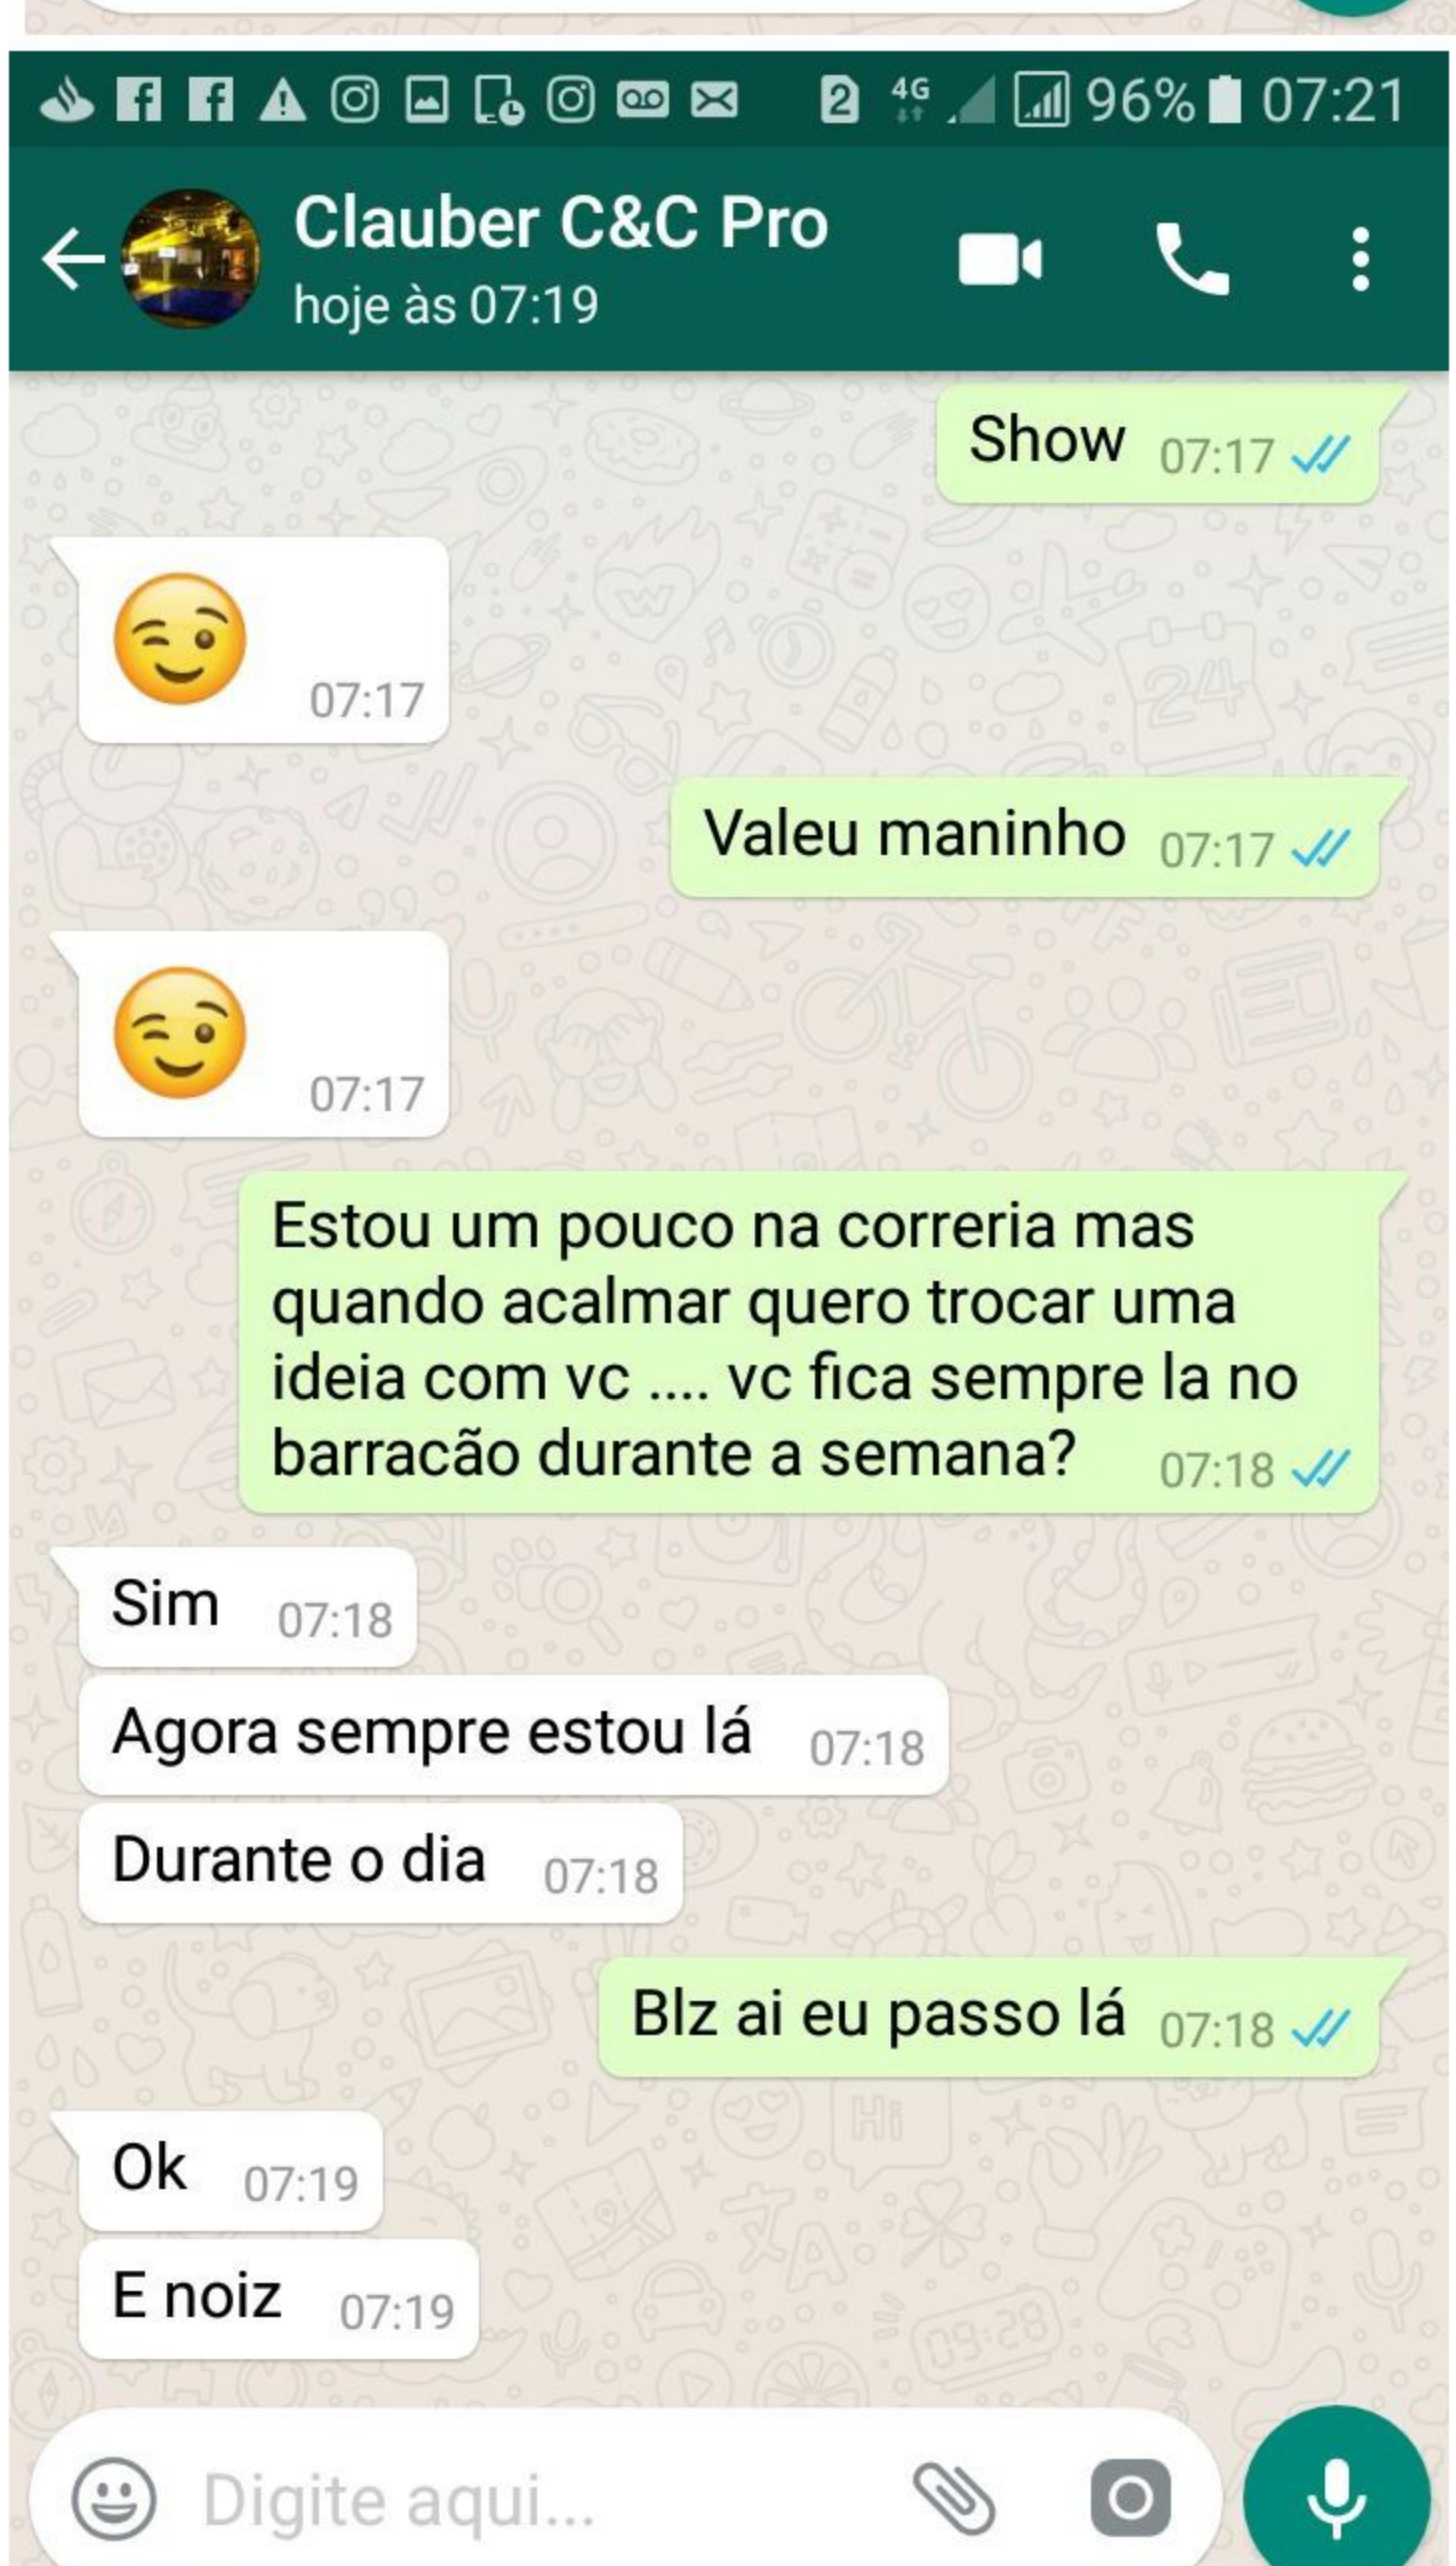 4G 96% 07:21
Clauber C&C Pro
hoje às 07:19
Show 07:17
😉 07:17
Valeu maninho 07:17
😉 07:17
Estou um pouco na correria mas
quando acalmar quero trocar uma
ideia com vc .... vc fica sempre la no
barracão durante a semana? 07:18
Sim 07:18
Agora sempre estou lá 07:18
Durante o dia 07:18
Blz ai eu passo lá 07:18
Ok 07:19
E noiz 07:19
Digite aqui...